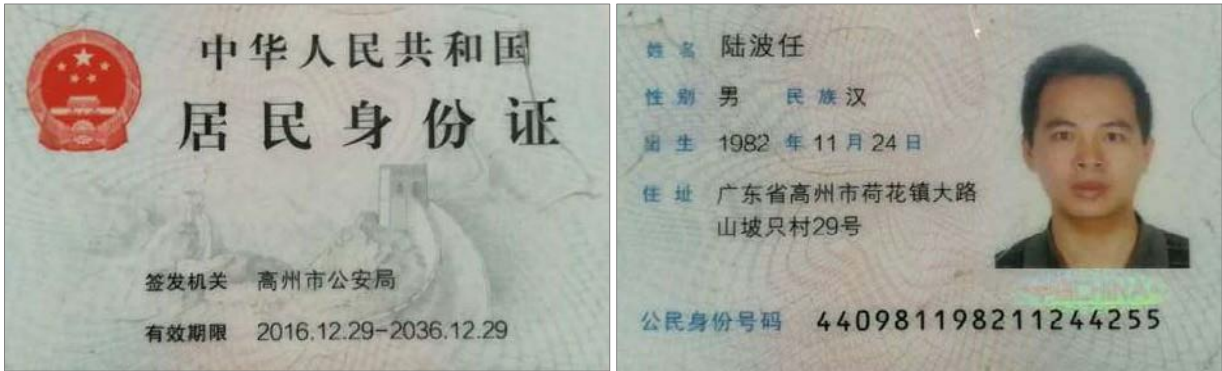 中华人民共和国
居民身份证
签发机关 高州市公安局
有效期限 2016.12.29-2036.12.29
姓名 陆波任
性别 男 民族 汉
出生 1982 年 11 月 24 日
住址 广东省高州市荷花镇大路
山坡只村29号
公民身份号码 440981198211244255